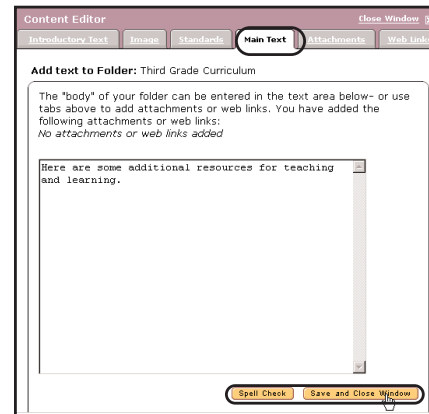 Content Editor
Close Window
Introductory Text Image Standards Main Text Attachments Web Links
Add text to Folder: Third Grade Curriculum
The "body" of your folder can be entered in the text area below– or use
tabs above to add attachments or web links. You have added the
following attachments or web links:
No attachments or web links added
Here are some additional resources for teaching
and learning.
Spell Check Save and Close Window